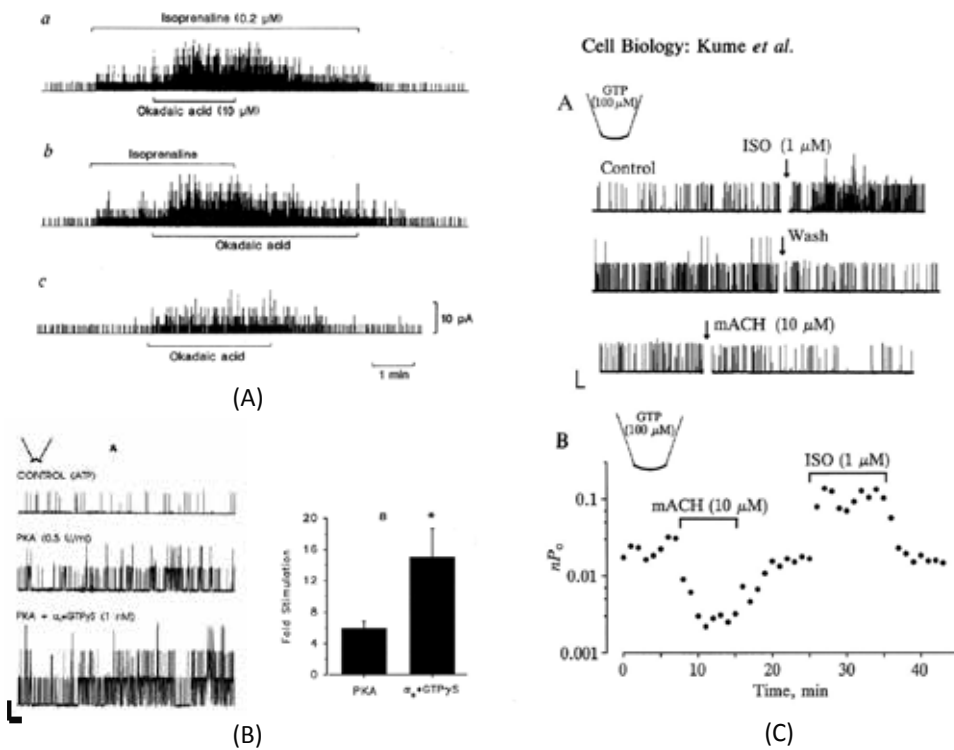 a
Isoprenaline (0.2 μM)
Okadaic acid (10 μM)
b
Isoprenaline
Okadaic acid
c
10 pA
Okadaic acid
1 min
(A)
A
CONTROL (ATP)
PKA (0.5 U/ml)
PKA + αs+GTPγS (1 nM)
B
*
20
16
12
8
4
0
Fold Stimulation
PKA
αs+GTPγS
(B)
Cell Biology: Kume et al.
A
GTP
(100 μM)
ISO (1 μM)
Control
Wash
mACH (10 μM)
B
GTP
(100 μM)
ISO (1 μM)
mACH (10 μM)
0.1
0.01
0.001
nPo
0
10
20
30
40
Time, min
(C)